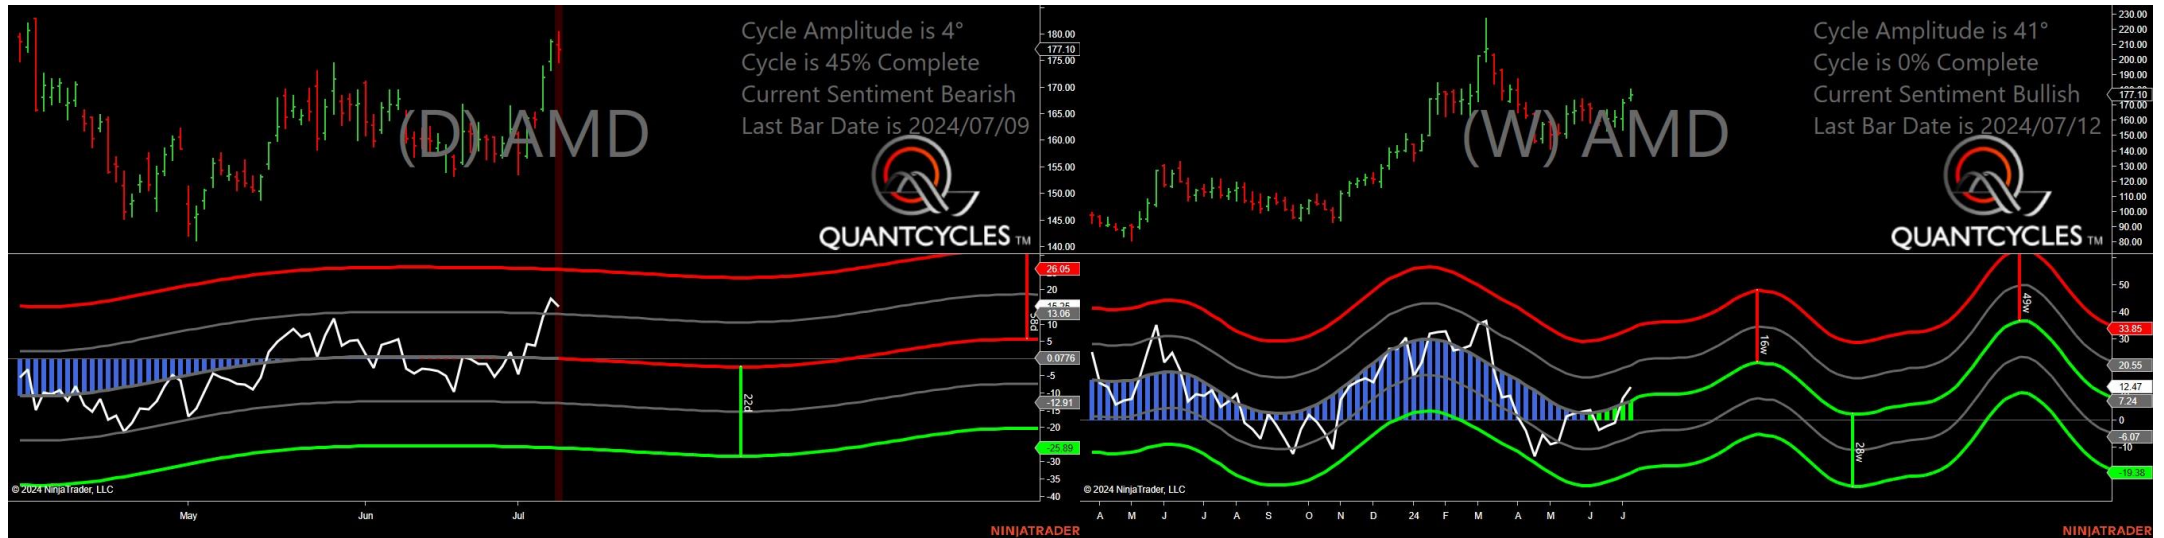 Cycle Amplitude is 4°
Cycle is 45% Complete
Current Sentiment Bearish
Last Bar Date is 2024/07/09
(D) AMD
QUANTCYCLES TM
180.00
177.10
175.00
170.00
165.00
160.00
155.00
150.00
145.00
140.00
26.05
20
15.25
13.06
10
5
0.0776
-5
-10
-12.91
-15
-20
-25.89
-30
-35
-40
58d
22d
© 2024 NinjaTrader, LLC
May
Jun
Jul
NINJATRADER
Cycle Amplitude is 41°
Cycle is 0% Complete
Current Sentiment Bullish
Last Bar Date is 2024/07/12
(W) AMD
QUANTCYCLES TM
230.00
220.00
210.00
200.00
190.00
177.10
170.00
160.00
150.00
140.00
130.00
120.00
110.00
100.00
90.00
80.00
50
40
33.85
30
20.55
12.47
7.24
0
-6.07
-10
-19.38
16w
28w
49w
© 2024 NinjaTrader, LLC
A M J J A S O N D 24 F M A M J J
NINJATRADER